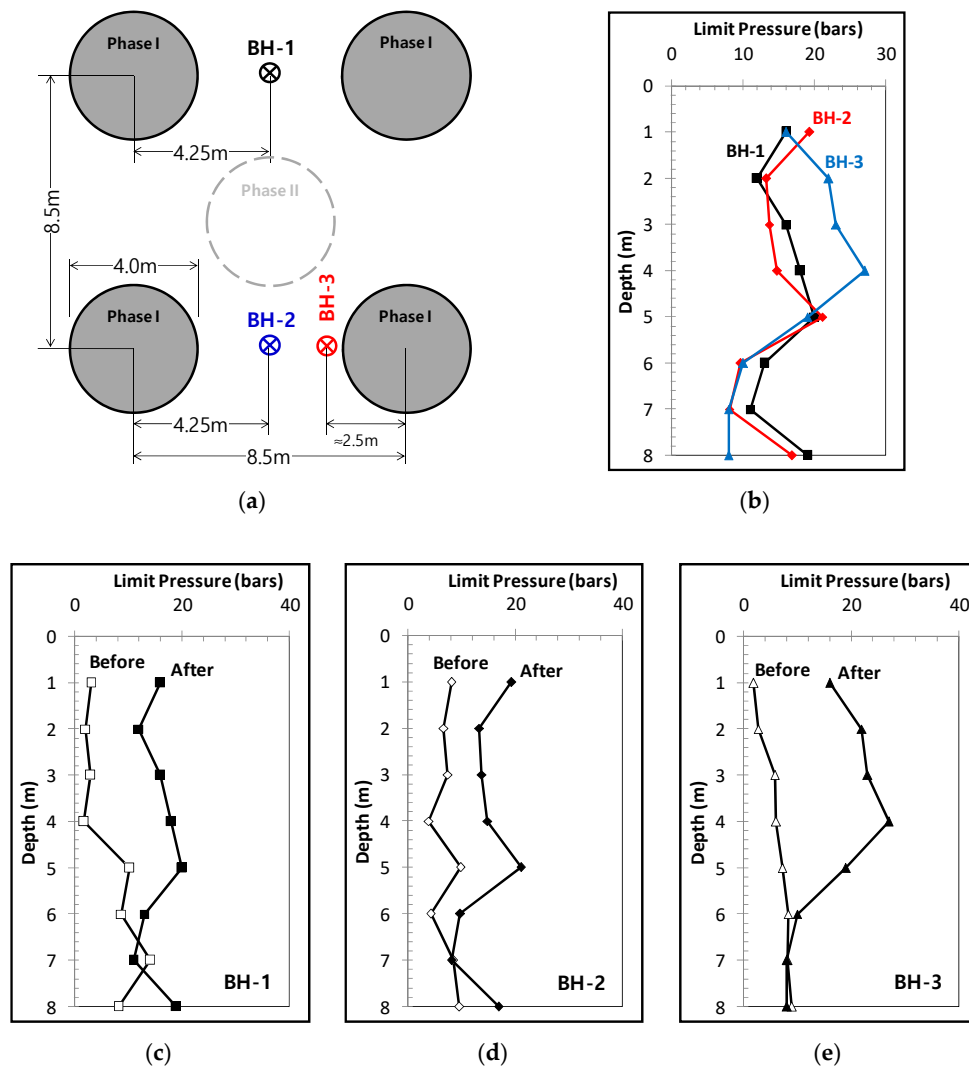 Phase I
BH-1
Phase I
4.25m
8.5m
Phase II
4.0m
Phase I
BH-2
BH-3
Phase I
4.25m
≈2.5m
8.5m
(a)
Limit Pressure (bars)
0 10 20 30
0
1
2
3
4
5
6
7
8
Depth (m)
BH-1
BH-2
BH-3
(b)
Limit Pressure (bars)
0 20 40
0
1
2
3
4
5
6
7
8
Depth (m)
Before
After
BH-1
(c)
Limit Pressure (bars)
0 20 40
0
1
2
3
4
5
6
7
8
Depth (m)
Before
After
BH-2
(d)
Limit Pressure (bars)
0 20 40
0
1
2
3
4
5
6
7
8
Depth (m)
Before
After
BH-3
(e)